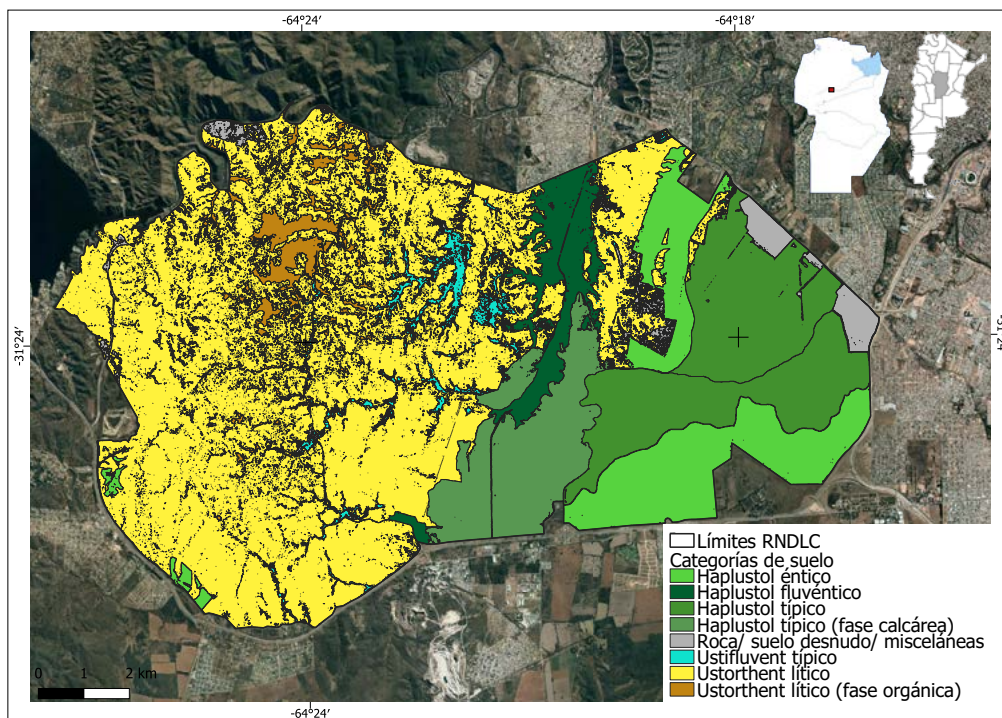 -64°24'
-64°18'
-31°24'
-31°24'
Límites RNDLC
Categorías de suelo
Haplustol éntico
Haplustol fluvéntico
Haplustol típico
Haplustol típico (fase calcárea)
Roca/ suelo desnudo/ misceláneas
Ustifluvent típico
Ustorthent lítico
Ustorthent lítico (fase orgánica)
0 1 2 km
-64°24'